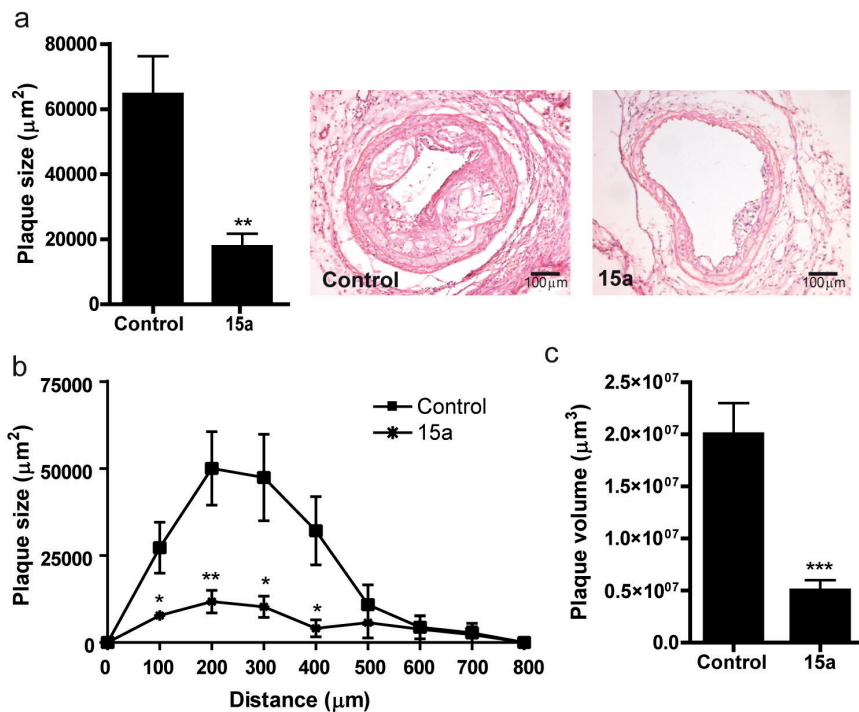 a
Plaque size (μm²)
80000
60000
40000
20000
0
**
Control
15a
Control
100μm
15a
100μm
b
Plaque size (μm²)
75000
50000
25000
0
Control
15a
*
**
*
*
0 100 200 300 400 500 600 700 800
Distance (μm)
c
Plaque volume (μm³)
2.5×10⁰⁷
2.0×10⁰⁷
1.5×10⁰⁷
1.0×10⁰⁷
0.5×10⁰⁷
0.0
***
Control
15a